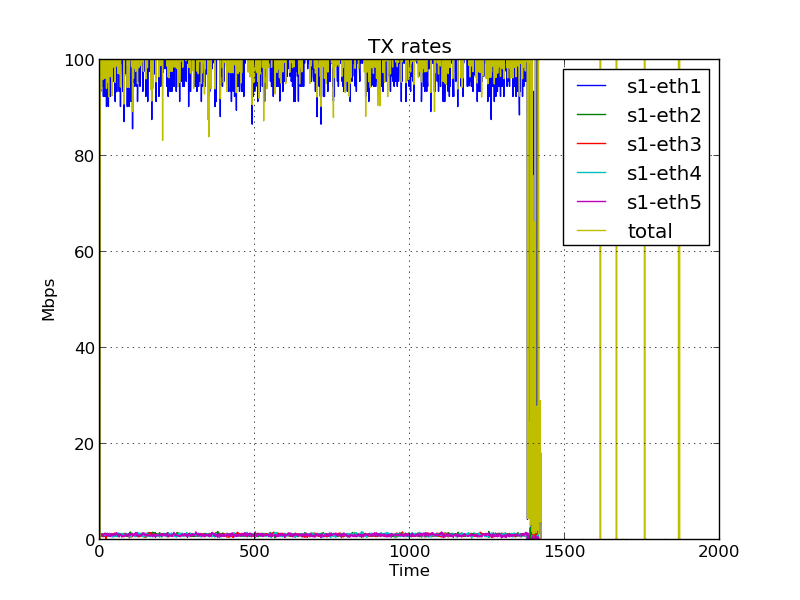 TX rates
100
80
60
40
20
0
Mbps
s1-eth1
s1-eth2
s1-eth3
s1-eth4
s1-eth5
total
0 500 1000 1500 2000
Time